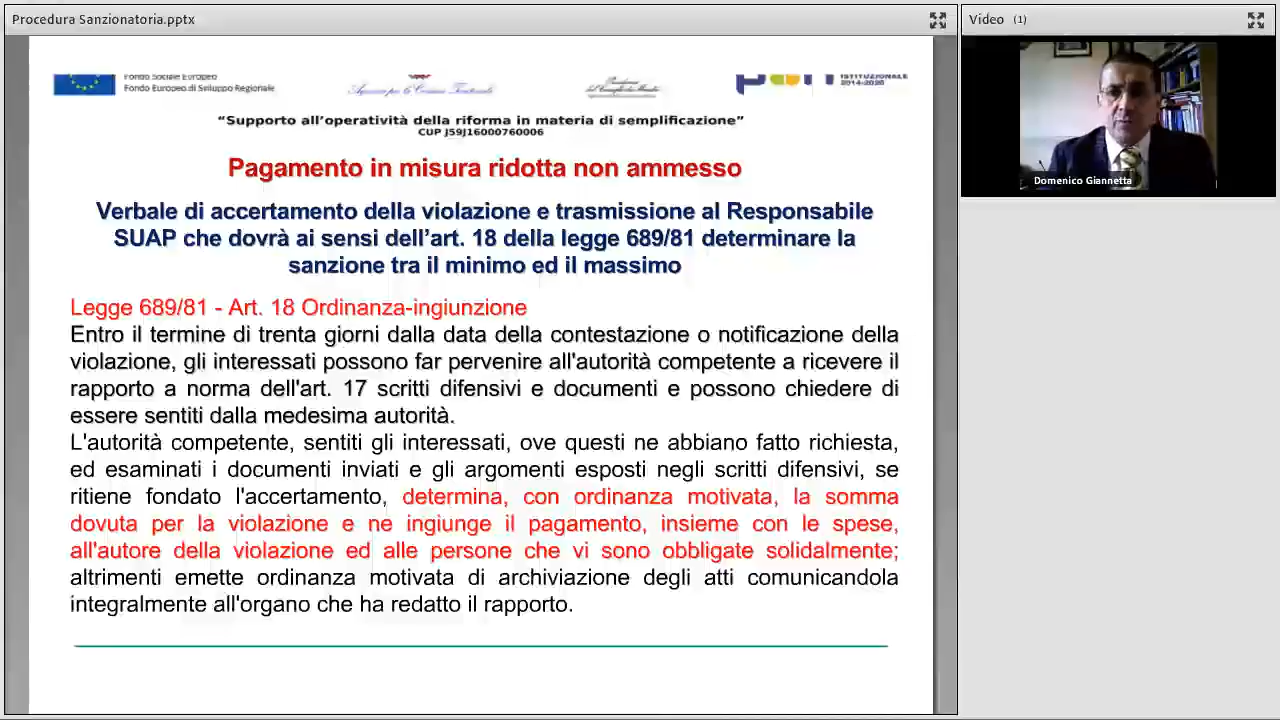 Procedura Sanzionatoria.pptx
Video (1)
Fondo Sociale Europeo
Fondo Europeo di Sviluppo Regionale
Agenzia per la Coesione Territoriale
ISTITUZIONALE
2014-2020
“Supporto all’operatività della riforma in materia di semplificazione”
CUP J59J16000760006
Pagamento in misura ridotta non ammesso
Verbale di accertamento della violazione e trasmissione al Responsabile
SUAP che dovrà ai sensi dell’art. 18 della legge 689/81 determinare la
sanzione tra il minimo ed il massimo
Legge 689/81 - Art. 18 Ordinanza-ingiunzione
Entro il termine di trenta giorni dalla data della contestazione o notificazione della
violazione, gli interessati possono far pervenire all'autorità competente a ricevere il
rapporto a norma dell'art. 17 scritti difensivi e documenti e possono chiedere di
essere sentiti dalla medesima autorità.
L'autorità competente, sentiti gli interessati, ove questi ne abbiano fatto richiesta,
ed esaminati i documenti inviati e gli argomenti esposti negli scritti difensivi, se
ritiene fondato l'accertamento, determina, con ordinanza motivata, la somma
dovuta per la violazione e ne ingiunge il pagamento, insieme con le spese,
all'autore della violazione ed alle persone che vi sono obbligate solidalmente;
altrimenti emette ordinanza motivata di archiviazione degli atti comunicandola
integralmente all'organo che ha redatto il rapporto.
Domenico Giannetta